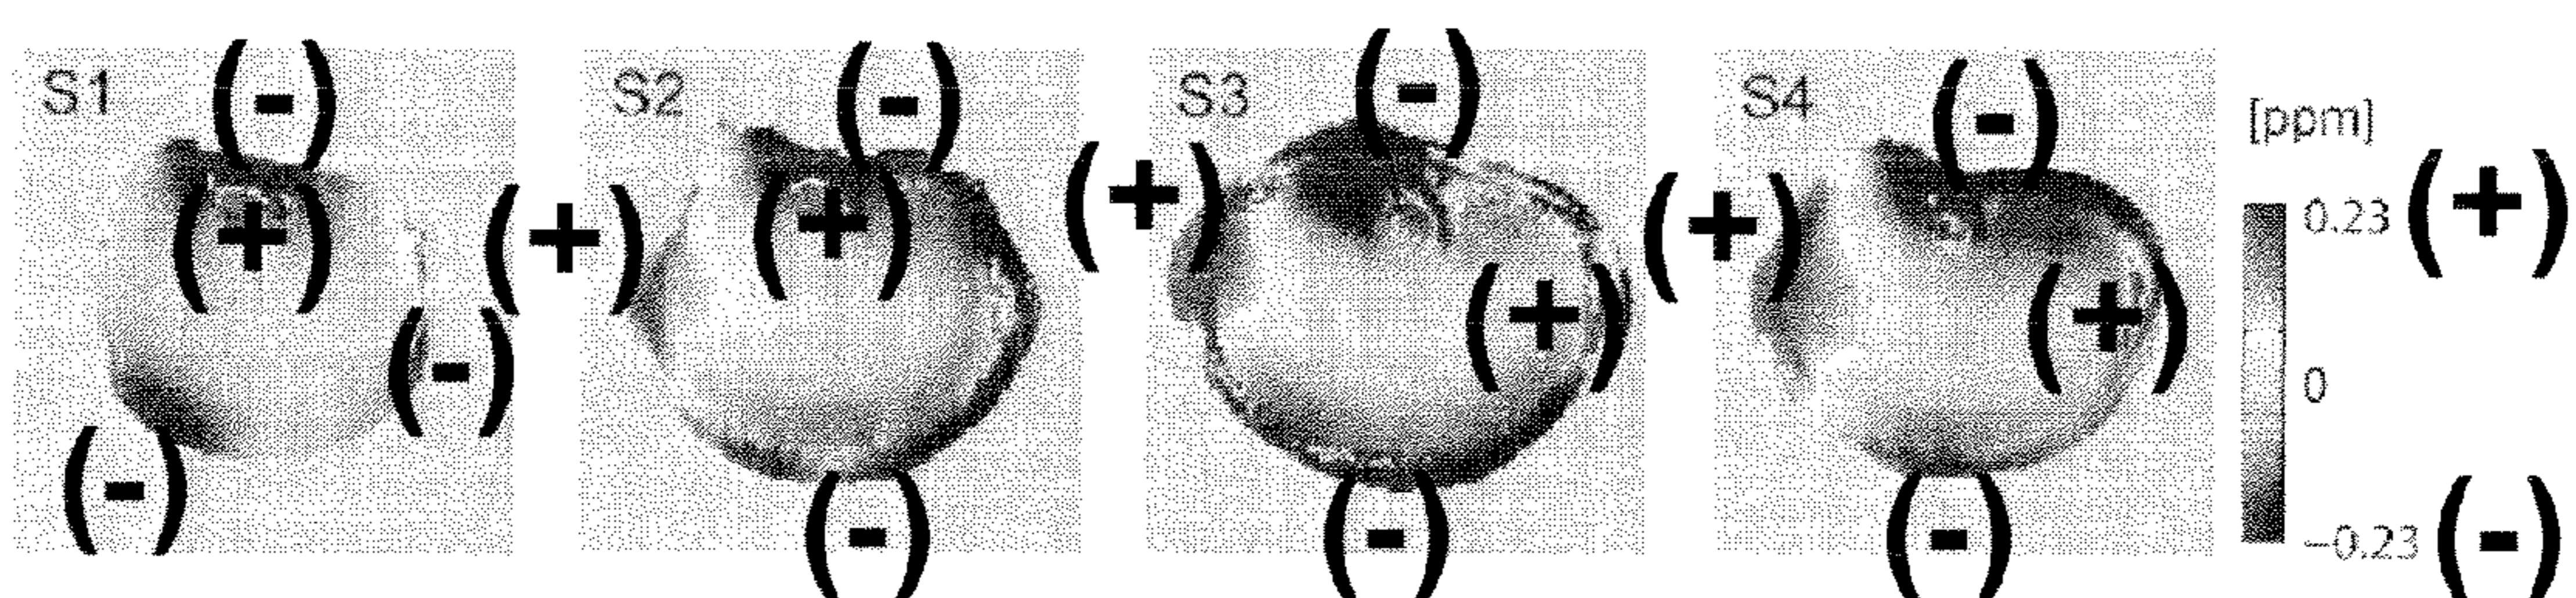 S1 (-) (+) (-) (-)
S2 (-) (+) (+) (-)
S3 (-) (+) (+) (-)
S4 (-) (+) (+) (-)
[ppm]
0.23 (+)
0
−0.23 (-)